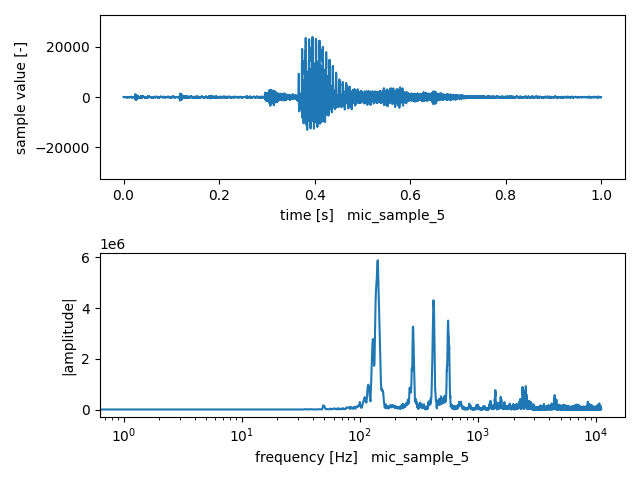 20000
0
−20000
sample value [-]
0.0 0.2 0.4 0.6 0.8 1.0
time [s]   mic_sample_5
1e6
6
4
2
0
|amplitude|
10⁰ 10¹ 10² 10³ 10⁴
frequency [Hz]   mic_sample_5